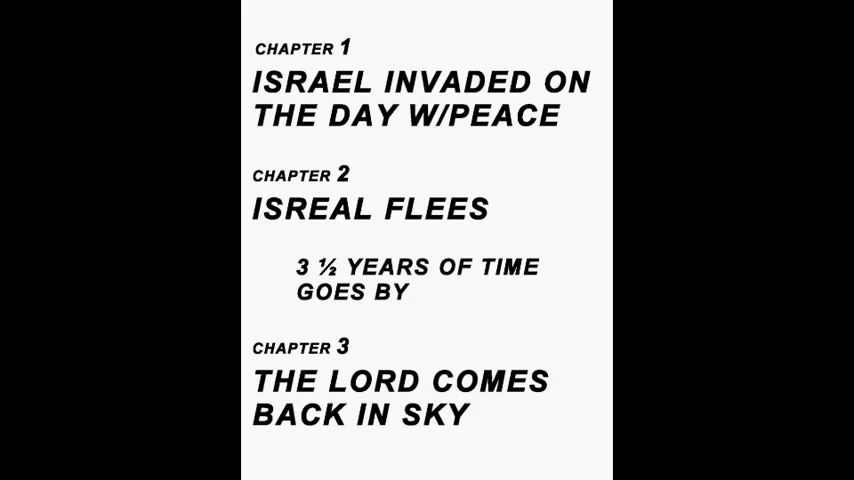 CHAPTER 1
ISRAEL INVADED ON
THE DAY W/PEACE
CHAPTER 2
ISREAL FLEES
3 ½ YEARS OF TIME
GOES BY
CHAPTER 3
THE LORD COMES
BACK IN SKY